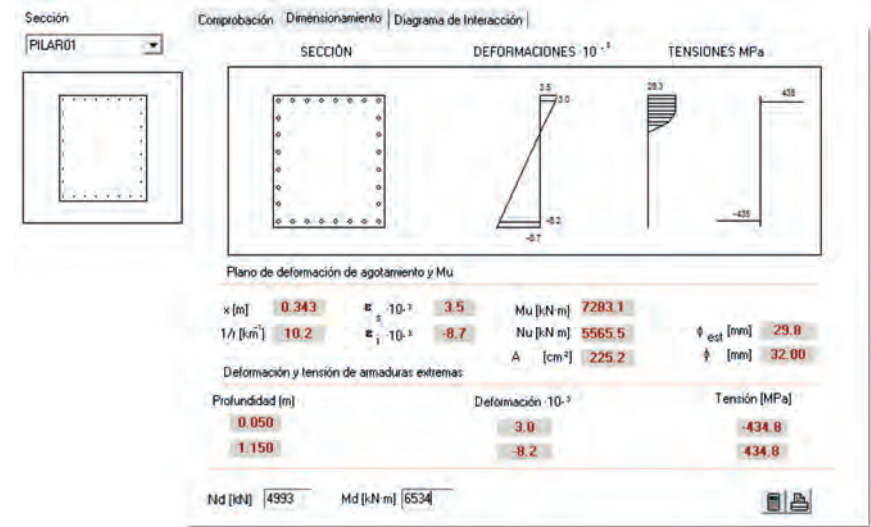 Sección
Comprobación Dimensionamiento Diagrama de Interacción
PILAR01
SECCIÓN DEFORMACIONES ·10 -3 TENSIONES MPa
3.5
3.0
-8.2
-8.7
28.3
435
-435
Plano de deformación de agotamiento y Mu
x [m] 0.343 ε s ·10-3 3.5 Mu [kN·m] 7283.1
1/r [km-1] 10.2 ε i ·10-3 -8.7 Nu [kN·m] 5565.5 ϕ est [mm] 29.8
A [cm²] 225.2 ϕ [mm] 32.00
Deformación y tensión de armaduras extremas
Profundidad [m] Deformación ·10-3 Tensión [MPa]
0.050 3.0 -434.8
1.150 -8.2 434.8
Nd [kN] 4993 Md [kN·m] 6534